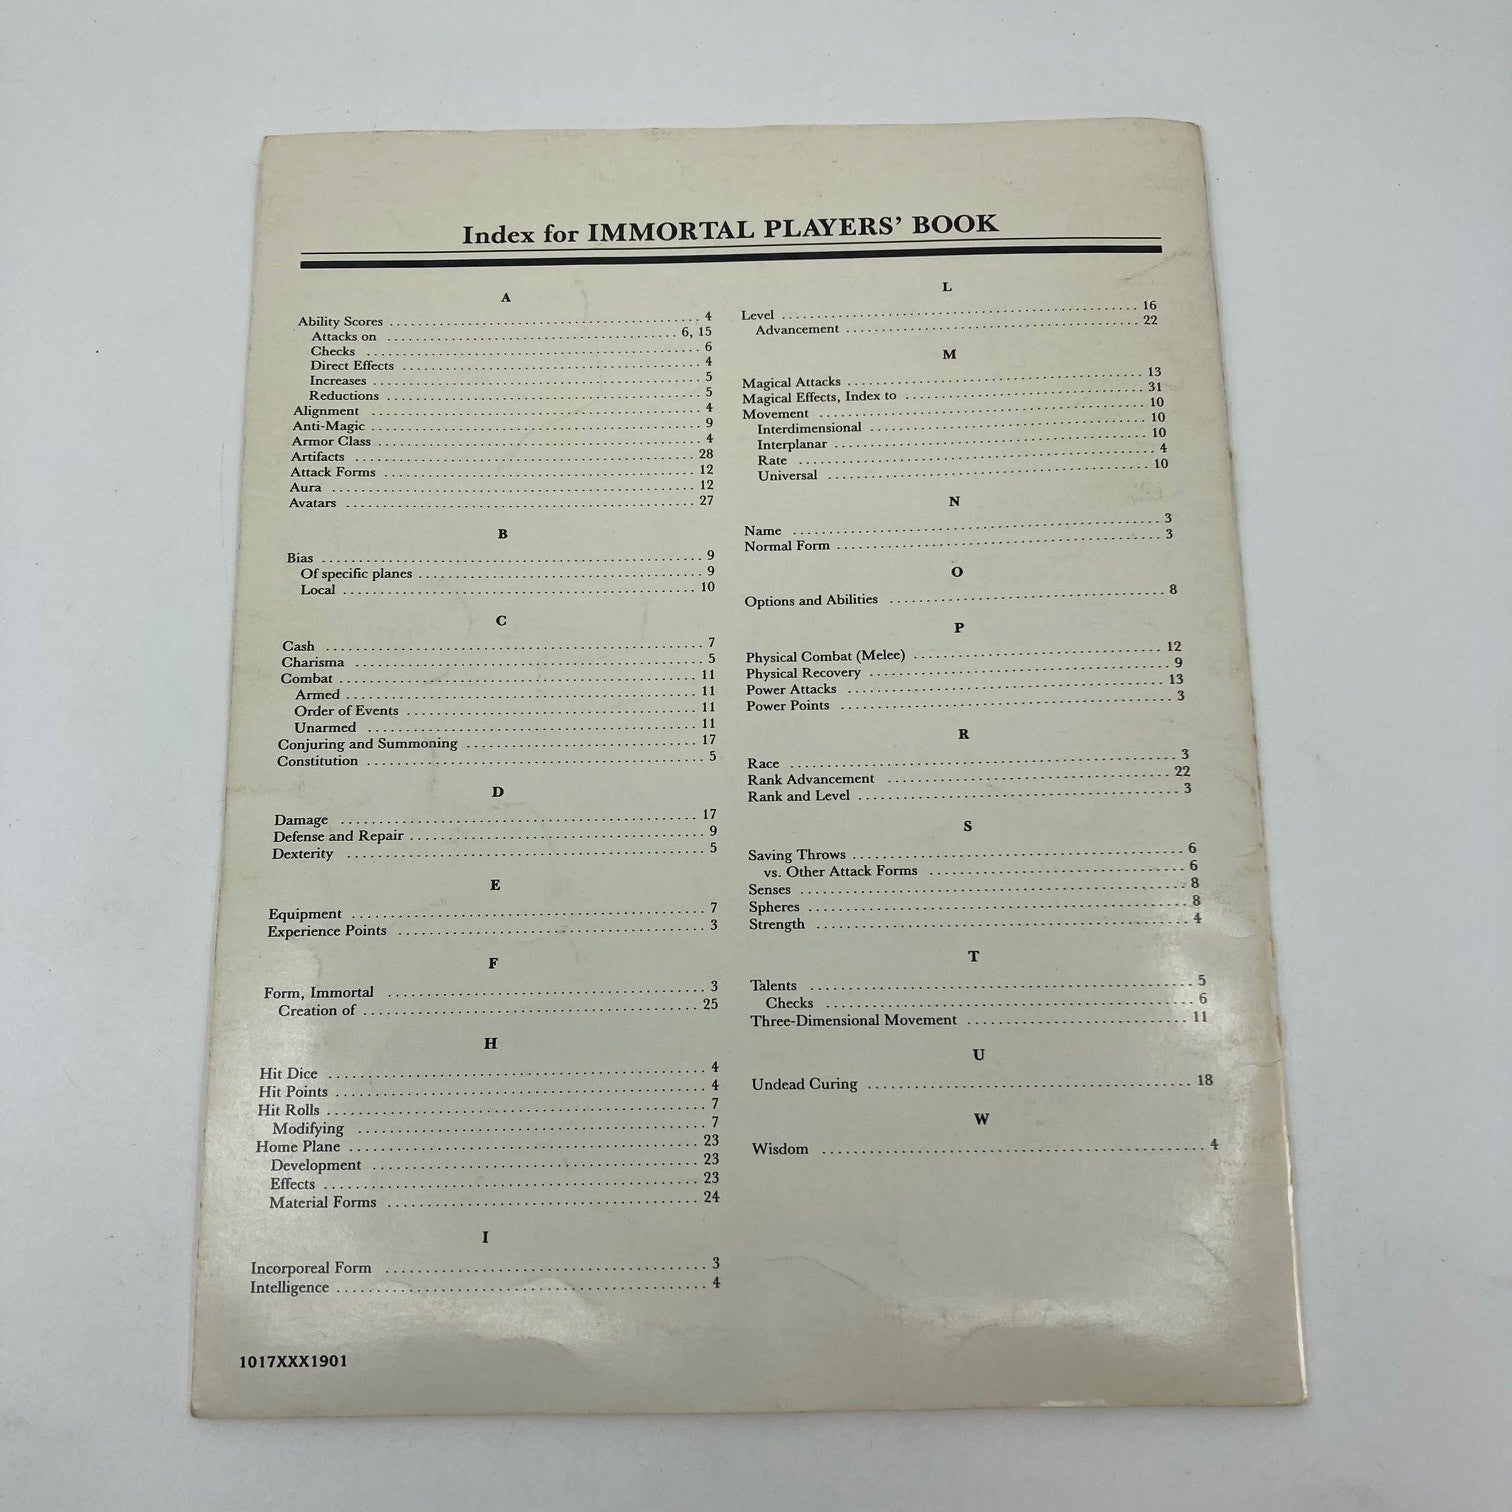 Index for IMMORTAL PLAYERS' BOOK
A
Ability Scores 4
Attacks on 6, 15
Checks 6
Direct Effects 4
Increases 5
Reductions 5
Alignment 4
Anti-Magic 9
Armor Class 4
Artifacts 28
Attack Forms 12
Aura 12
Avatars 27
B
Bias 9
Of specific planes 9
Local 10
C
Cash 7
Charisma 5
Combat 11
Armed 11
Order of Events 11
Unarmed 11
Conjuring and Summoning 17
Constitution 5
D
Damage 17
Defense and Repair 9
Dexterity 5
E
Equipment 7
Experience Points 3
F
Form, Immortal 3
Creation of 25
H
Hit Dice 4
Hit Points 4
Hit Rolls 7
Modifying 7
Home Plane 23
Development 23
Effects 23
Material Forms 24
I
Incorporeal Form 3
Intelligence 4
L
Level 16
Advancement 22
M
Magical Attacks 13
Magical Effects, Index to 31
Movement 10
Interdimensional 10
Interplanar 10
Rate 4
Universal 10
N
Name 3
Normal Form 3
O
Options and Abilities 8
P
Physical Combat (Melee) 12
Physical Recovery 9
Power Attacks 13
Power Points 3
R
Race 3
Rank Advancement 22
Rank and Level 3
S
Saving Throws 6
vs. Other Attack Forms 6
Senses 8
Spheres 8
Strength 4
T
Talents 5
Checks 6
Three-Dimensional Movement 11
U
Undead Curing 18
W
Wisdom 4
1017XXX1901